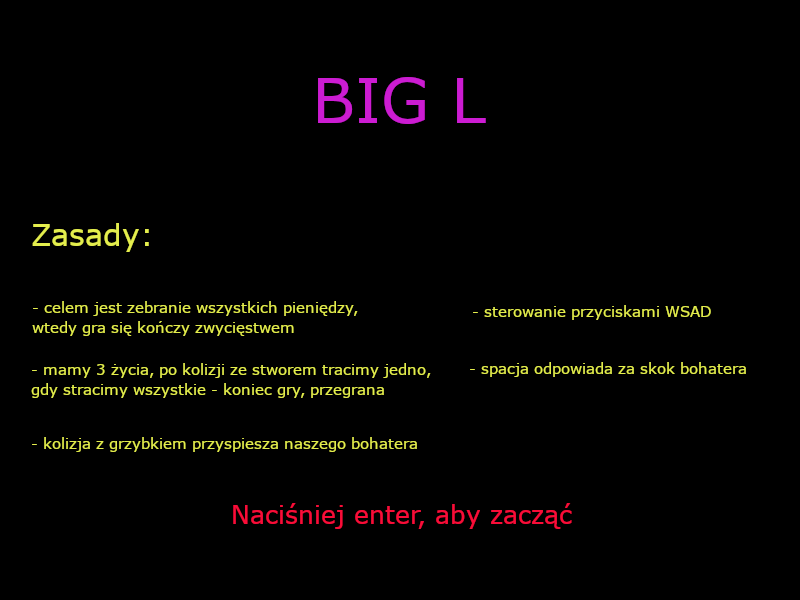 BIG L
Zasady:
- celem jest zebranie wszystkich pieniędzy,
wtedy gra się kończy zwycięstwem
- mamy 3 życia, po kolizji ze stworem tracimy jedno,
gdy stracimy wszystkie - koniec gry, przegrana
- kolizja z grzybkiem przyspiesza naszego bohatera
- sterowanie przyciskami WSAD
- spacja odpowiada za skok bohatera
Naciśniej enter, aby zacząć